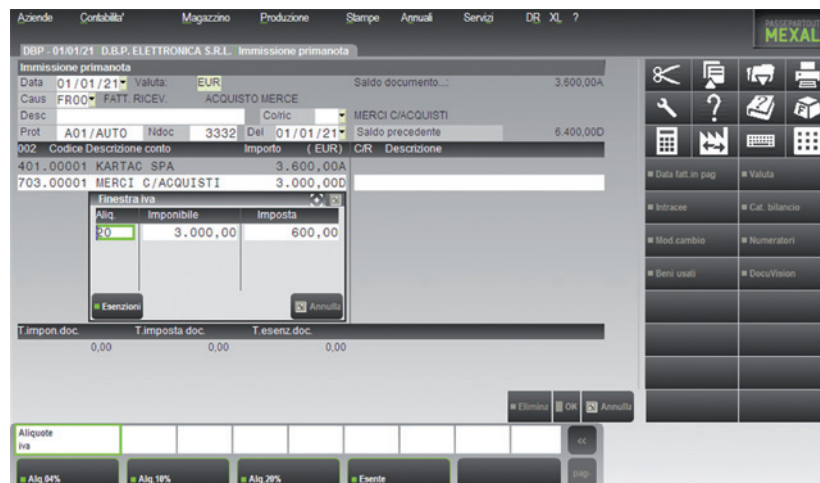 Aziende Contabilita' Magazzino Produzione Stampe Annuali Servizi DR XL ?
PASSEPARTOUT
MEXAL
DBP - 01/01/21 D.B.P. ELETTRONICA S.R.L. Immissione primanota
Immissione primanota
Data 01/01/21 Valuta: EUR Saldo documento...: 3.600,00A
Caus FR00 FATT. RICEV. ACQUISTO MERCE
Desc Col/ric MERCI C/ACQUISTI
Prot A01/AUTO Ndoc 3332 Del 01/01/21 Saldo precedente 6.400,00D
002 Codice Descrizione conto Importo (EUR) C/R Descrizione
401.00001 KARTAC SPA 3.600,00A
703.00001 MERCI C/ACQUISTI 3.000,00D
Finestra iva
Aliq. Imponibile Imposta
20 3.000,00 600,00
Esenzioni Annulla
T.impon.doc. T.imposta doc. T.esenz.doc.
0,00 0,00 0,00
Elimina OK Annulla
Data fatt.in pag Valuta
Intracee Cat. bilancio
Mod.cambio Numeratori
Beni usati DocuVision
Aliquote
iva
<<
Alq.04% Alq.10% Alq.20% Esente pag-